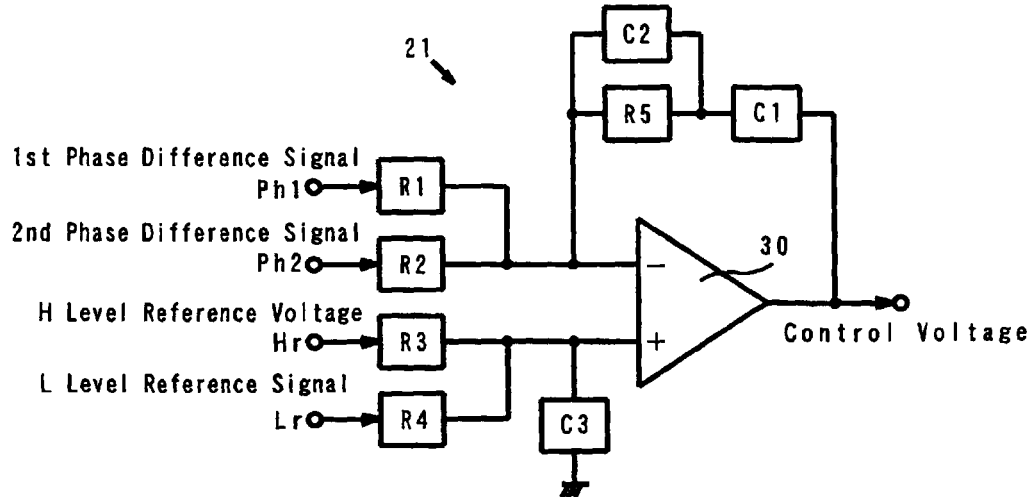 21
C2
R5
C1
1st Phase Difference Signal
Ph1
R1
2nd Phase Difference Signal
Ph2
R2
−
30
H Level Reference Voltage
Hr
R3
+
Control Voltage
L Level Reference Signal
Lr
R4
C3